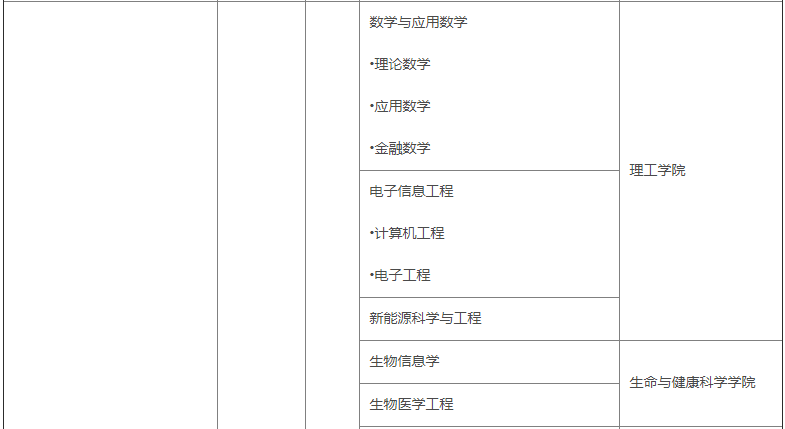 数学与应用数学
•理论数学
•应用数学
•金融数学
理工学院
电子信息工程
•计算机工程
•电子工程
新能源科学与工程
生物信息学
生命与健康科学学院
生物医学工程